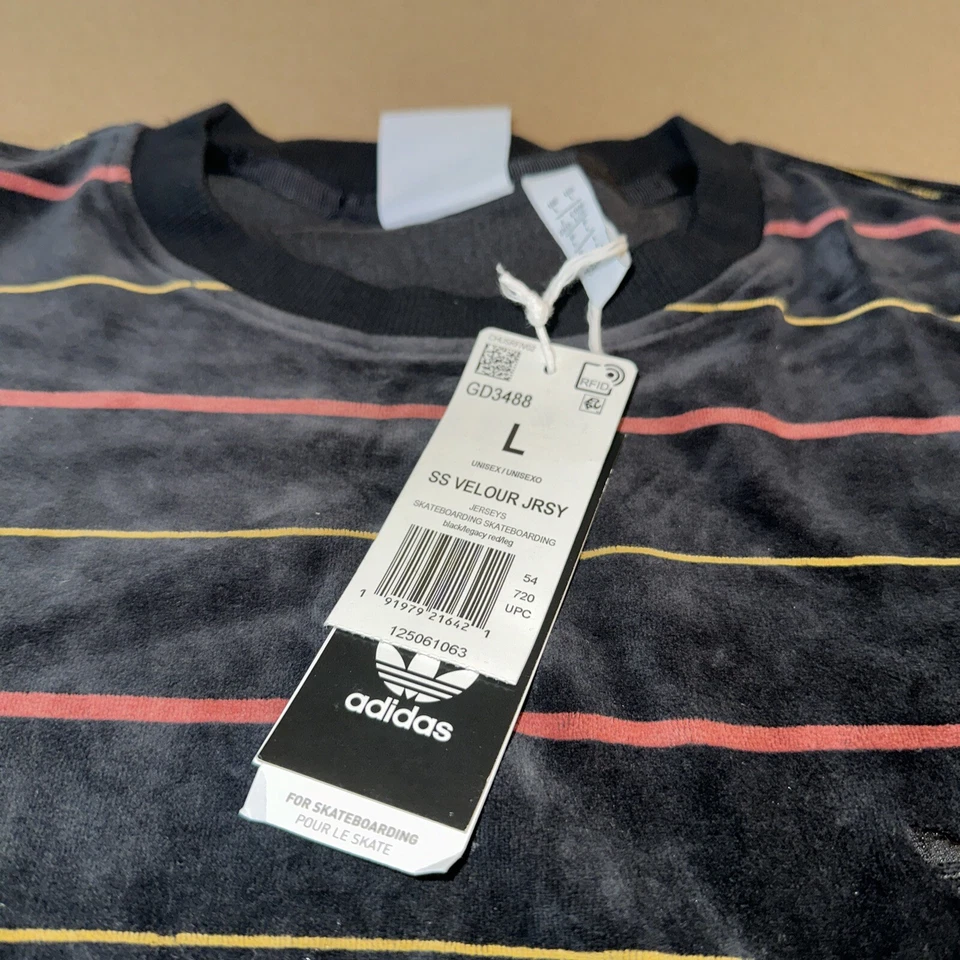 RFID
GD3488
L
UNISEX / UNISEXO
SS VELOUR JRSY
JERSEYS
SKATEBOARDING SKATEBOARDING
black/legacy red/leg
54
720
UPC
1 91979 21642 1
125061063
adidas
FOR SKATEBOARDING
POUR LE SKATE